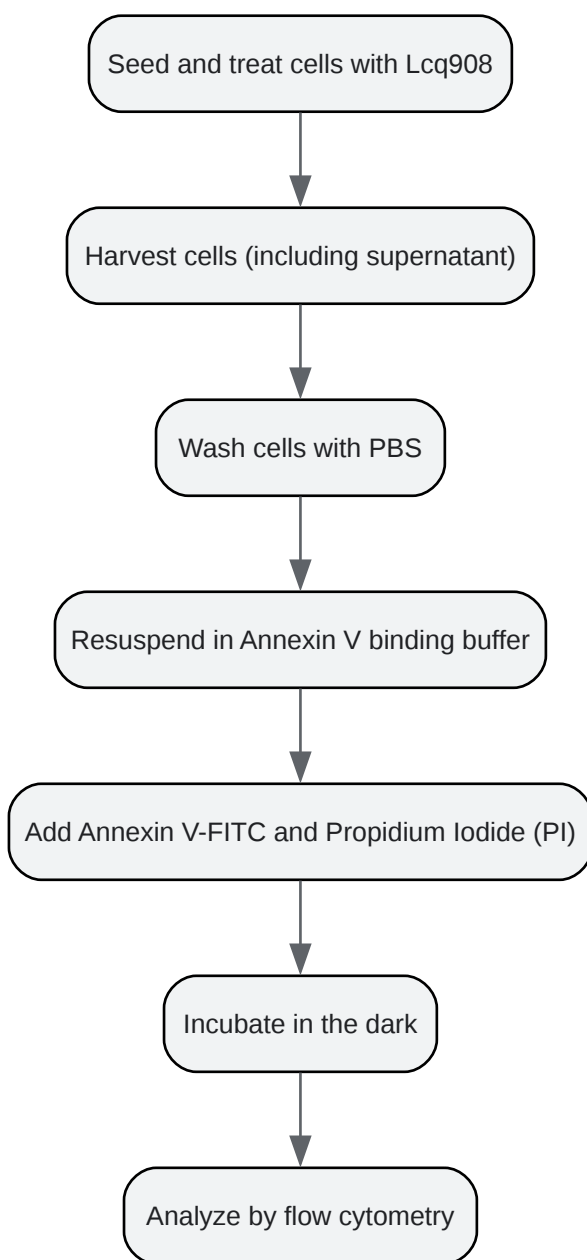 Seed and treat cells with Lcq908
Harvest cells (including supernatant)
Wash cells with PBS
Resuspend in Annexin V binding buffer
Add Annexin V-FITC and Propidium Iodide (PI)
Incubate in the dark
Analyze by flow cytometry